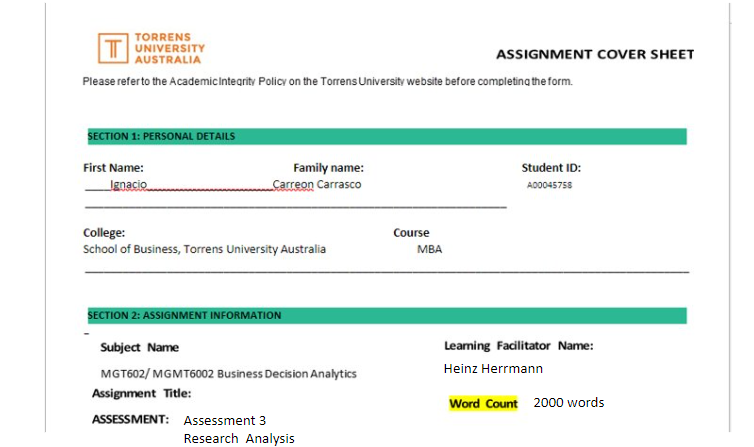 TORRENS
UNIVERSITY
AUSTRALIA
ASSIGNMENT COVER SHEET
Please refer to the Academic Integrity Policy on the Torrens University website before completing the form.
SECTION 1: PERSONAL DETAILS
First Name: Family name: Student ID:
Ignacio Carreon Carrasco A00045758
College: Course
School of Business, Torrens University Australia MBA
SECTION 2: ASSIGNMENT INFORMATION
Subject Name Learning Facilitator Name:
MGT602/ MGMT6002 Business Decision Analytics Heinz Herrmann
Assignment Title:
Word Count 2000 words
ASSESSMENT: Assessment 3
Research Analysis